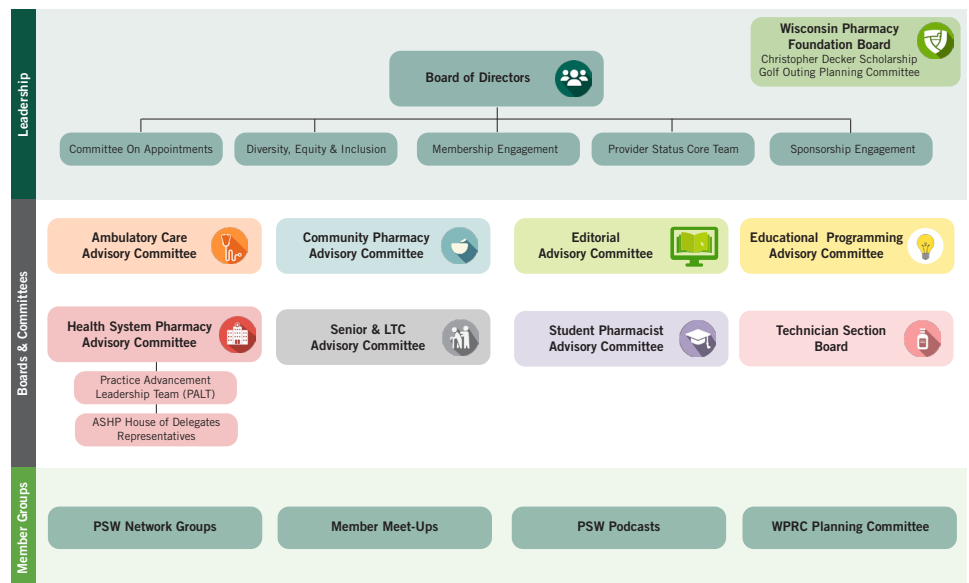 Leadership
Wisconsin Pharmacy
Foundation Board
Christopher Decker Scholarship
Golf Outing Planning Committee
Board of Directors
Committee On Appointments
Diversity, Equity & Inclusion
Membership Engagement
Provider Status Core Team
Sponsorship Engagement
Boards & Committees
Ambulatory Care
Advisory Committee
Community Pharmacy
Advisory Committee
Editorial
Advisory Committee
Educational Programming
Advisory Committee
Health System Pharmacy
Advisory Committee
Senior & LTC
Advisory Committee
Student Pharmacist
Advisory Committee
Technician Section
Board
Practice Advancement
Leadership Team (PALT)
ASHP House of Delegates
Representatives
Member Groups
PSW Network Groups
Member Meet-Ups
PSW Podcasts
WPRC Planning Committee